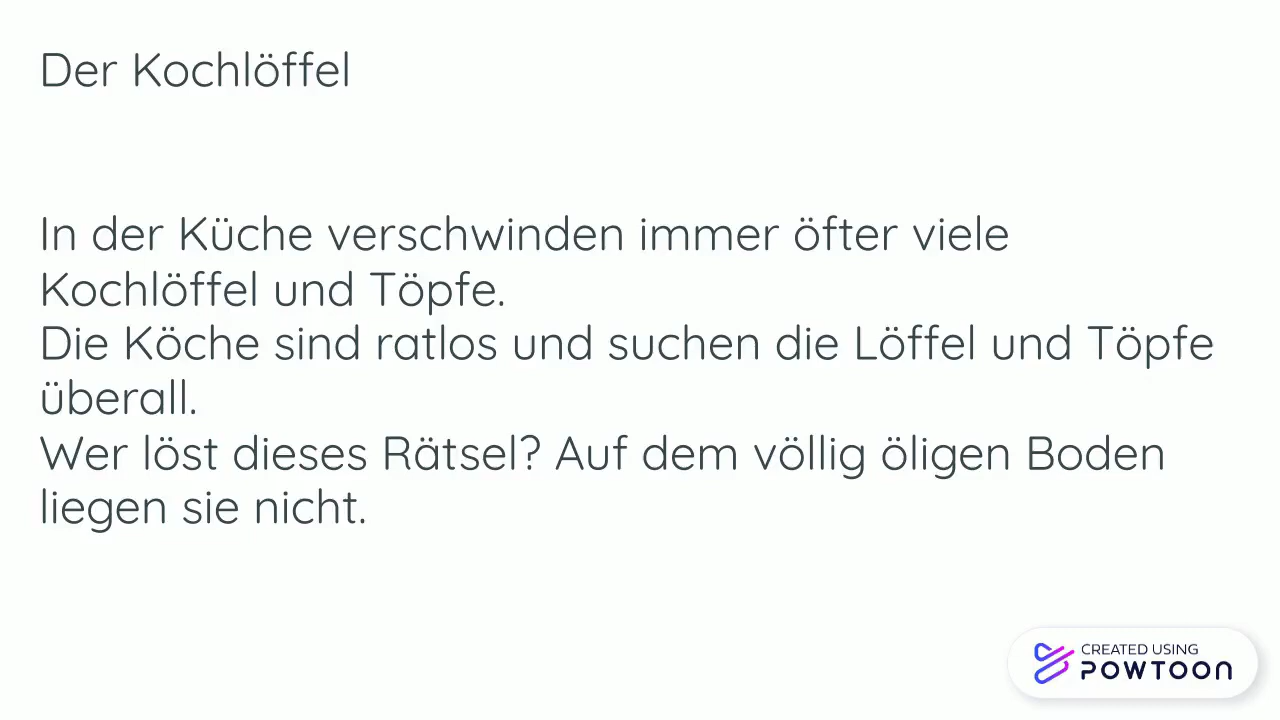 Der Kochlöffel
In der Küche verschwinden immer öfter viele
Kochlöffel und Töpfe.
Die Köche sind ratlos und suchen die Löffel und Töpfe
überall.
Wer löst dieses Rätsel? Auf dem völlig öligen Boden
liegen sie nicht.
CREATED USING
POWTOON